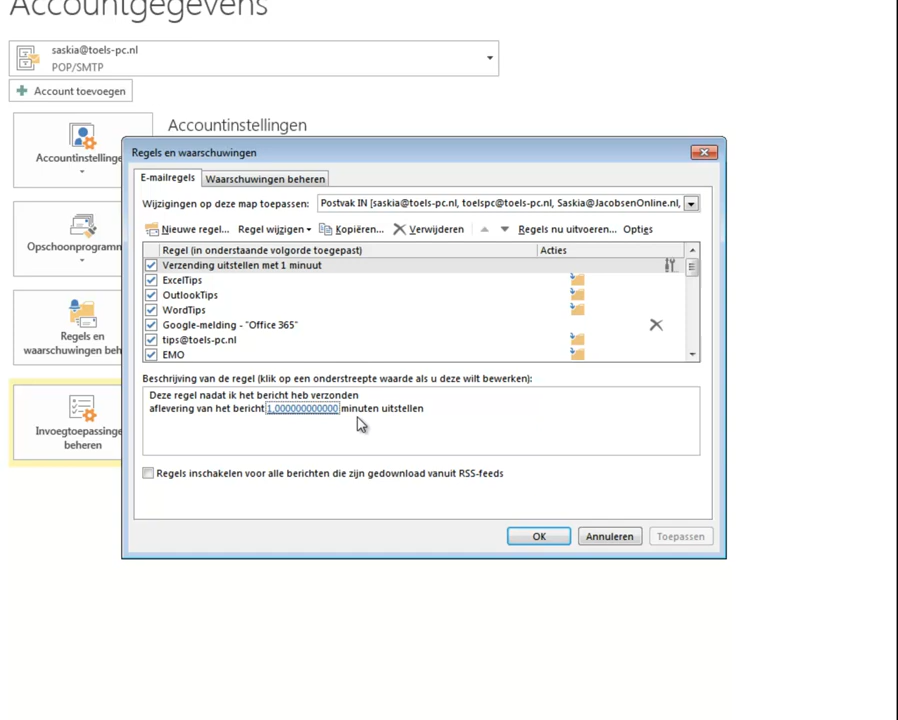 Accountgegevens
saskia@toels-pc.nl
POP/SMTP
Account toevoegen
Accountinstellinge
Accountinstellingen
Opschoonprogramm
Regels en
waarschuwingen beh
Invoegtoepassinge
beheren
Regels en waarschuwingen
E-mailregels
Waarschuwingen beheren
Wijzigingen op deze map toepassen:
Postvak IN [saskia@toels-pc.nl, toelspc@toels-pc.nl, Saskia@JacobsenOnline.nl,
Nieuwe regel... Regel wijzigen Kopiëren... Verwijderen Regels nu uitvoeren... Opties
Regel (in onderstaande volgorde toegepast) Acties
Verzending uitstellen met 1 minuut
ExcelTips
OutlookTips
WordTips
Google-melding - "Office 365"
tips@toels-pc.nl
EMO
Beschrijving van de regel (klik op een onderstreepte waarde als u deze wilt bewerken):
Deze regel nadat ik het bericht heb verzonden
aflevering van het bericht 1,000000000000 minuten uitstellen
Regels inschakelen voor alle berichten die zijn gedownload vanuit RSS-feeds
OK Annuleren Toepassen